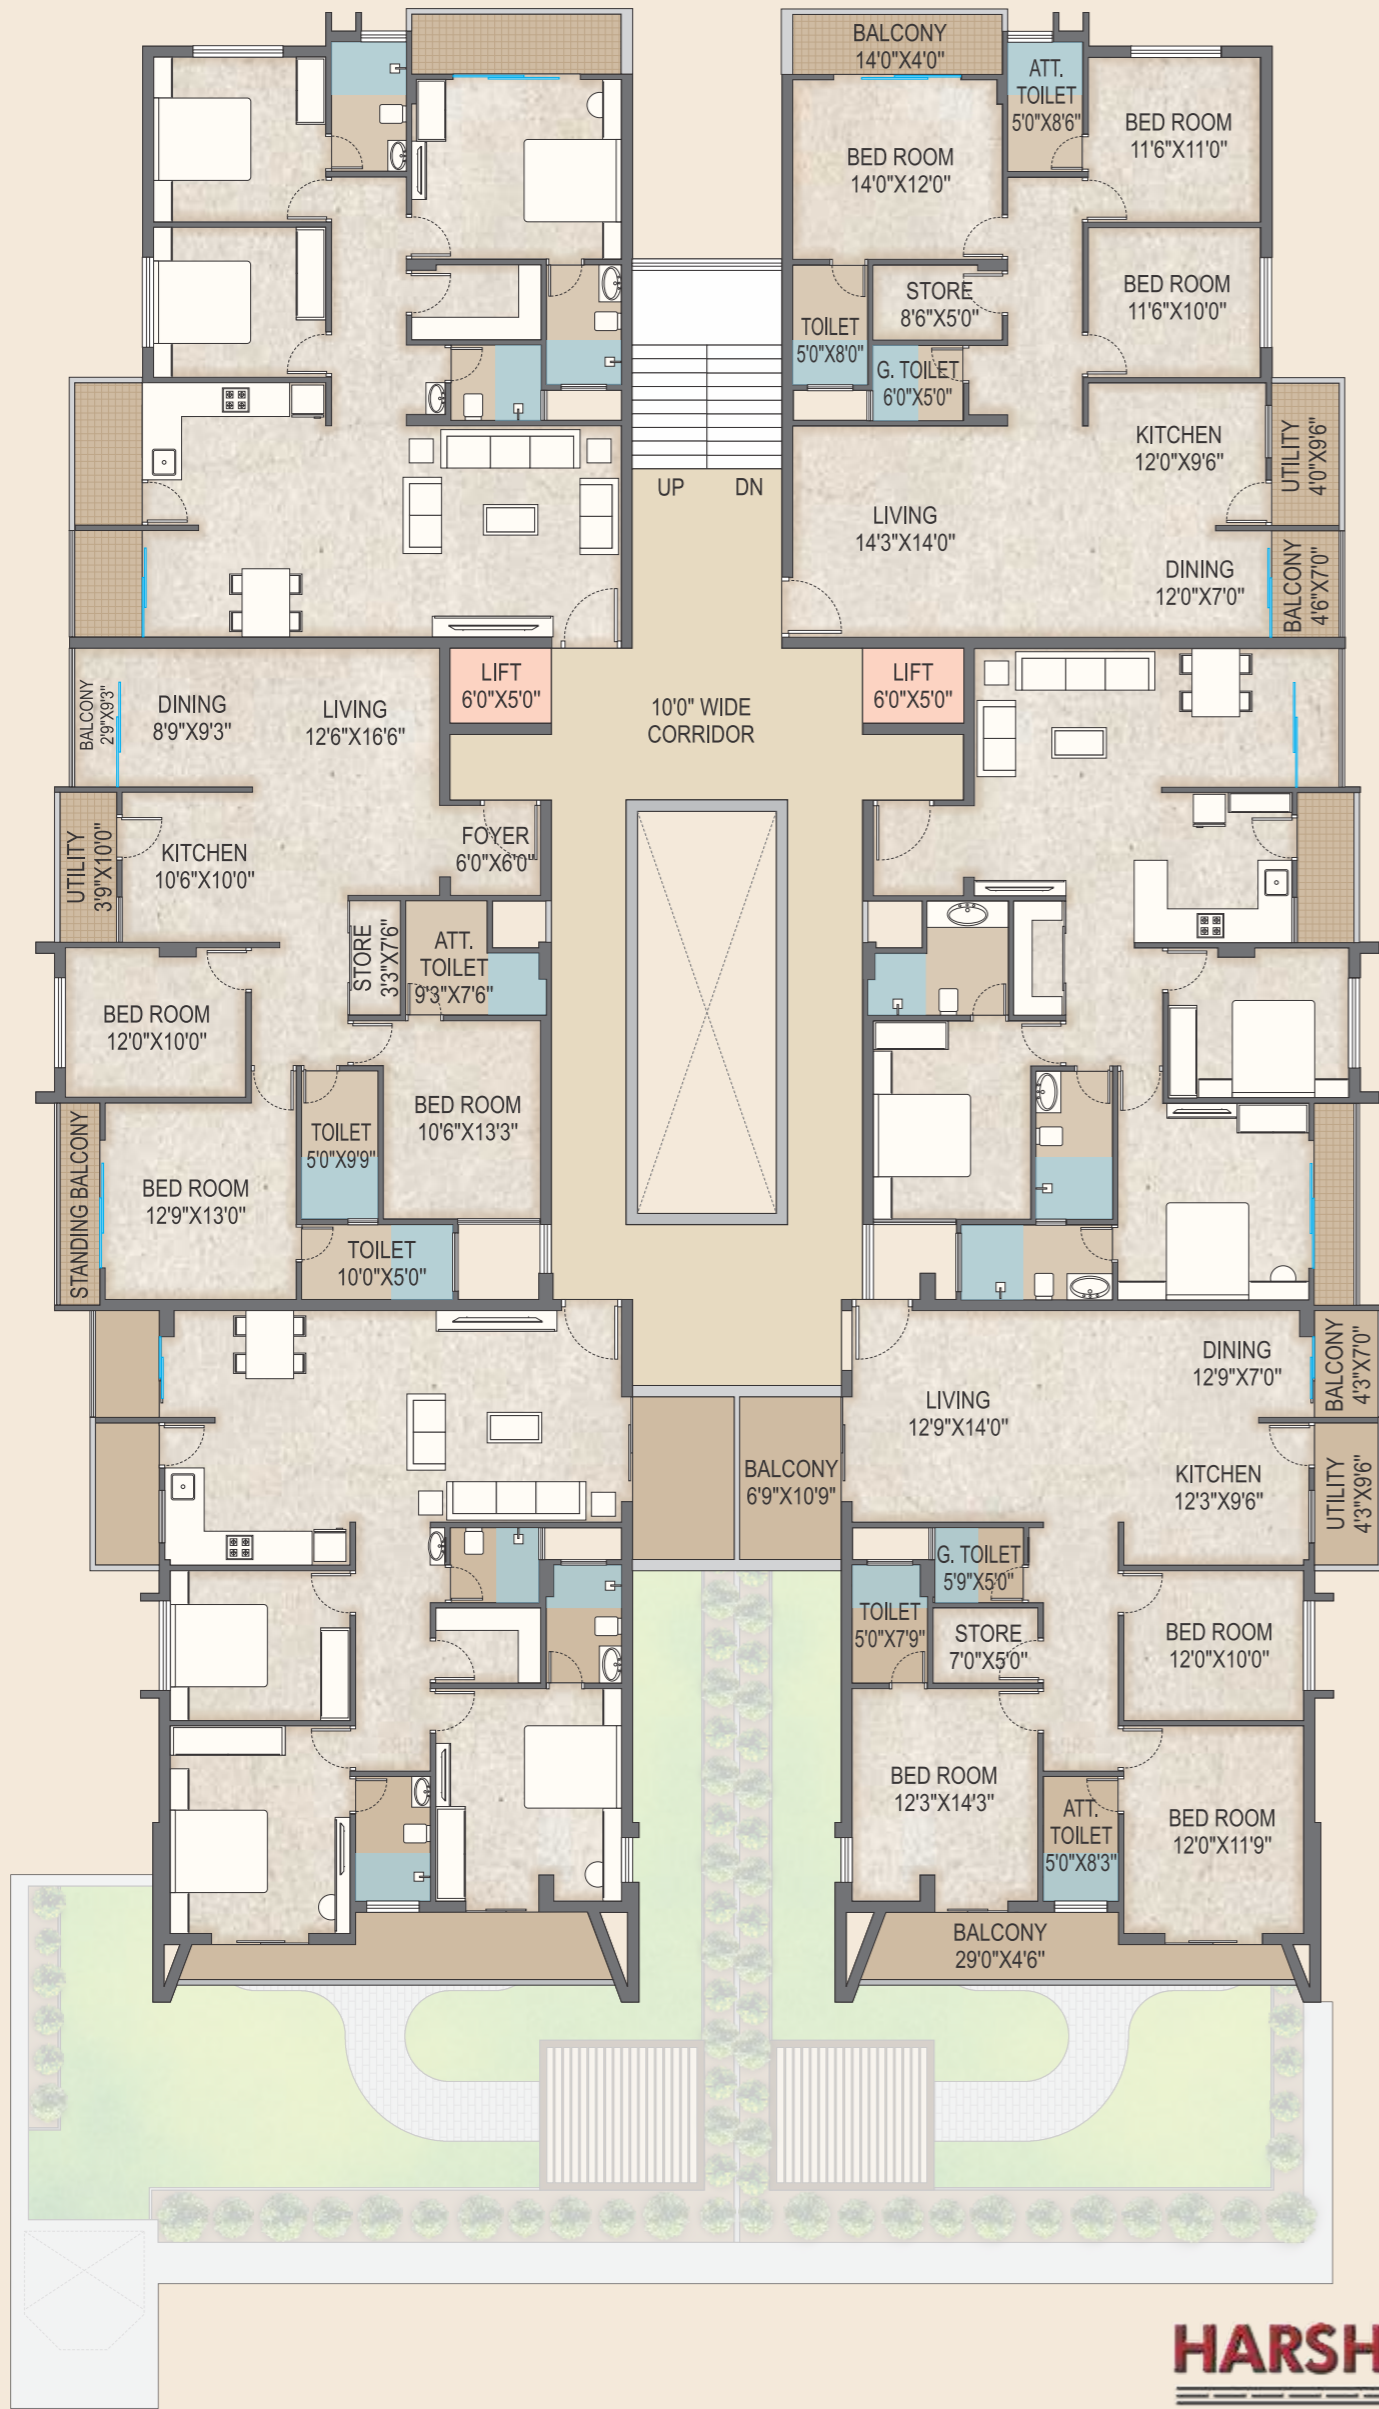 BALCONY
14'0"X4'0"
ATT.
TOILET
5'0"X8'6"
BED ROOM
11'6"X11'0"
BED ROOM
14'0"X12'0"
BED ROOM
11'6"X10'0"
STORE
8'6"X5'0"
TOILET
5'0"X8'0"
G. TOILET
6'0"X5'0"
KITCHEN
12'0"X9'6"
UTILITY
4'0"X9'6"
UP
DN
LIVING
14'3"X14'0"
DINING
12'0"X7'0"
BALCONY
4'6"X7'0"
LIFT
6'0"X5'0"
LIFT
6'0"X5'0"
10'0" WIDE
CORRIDOR
BALCONY
2'9"X9'3"
DINING
8'9"X9'3"
LIVING
12'6"X16'6"
FOYER
6'0"X6'0"
UTILITY
3'9"X10'0"
KITCHEN
10'6"X10'0"
STORE
3'3"X7'6"
ATT.
TOILET
9'3"X7'6"
BED ROOM
12'0"X10'0"
BED ROOM
10'6"X13'3"
TOILET
5'0"X9'9"
STANDING BALCONY
BED ROOM
12'9"X13'0"
TOILET
10'0"X5'0"
DINING
12'9"X7'0"
BALCONY
4'3"X7'0"
LIVING
12'9"X14'0"
BALCONY
6'9"X10'9"
KITCHEN
12'3"X9'6"
UTILITY
4'3"X9'6"
G. TOILET
5'9"X5'0"
TOILET
5'0"X7'9"
STORE
7'0"X5'0"
BED ROOM
12'0"X10'0"
BED ROOM
12'3"X14'3"
ATT.
TOILET
5'0"X8'3"
BED ROOM
12'0"X11'9"
BALCONY
29'0"X4'6"
HARSH